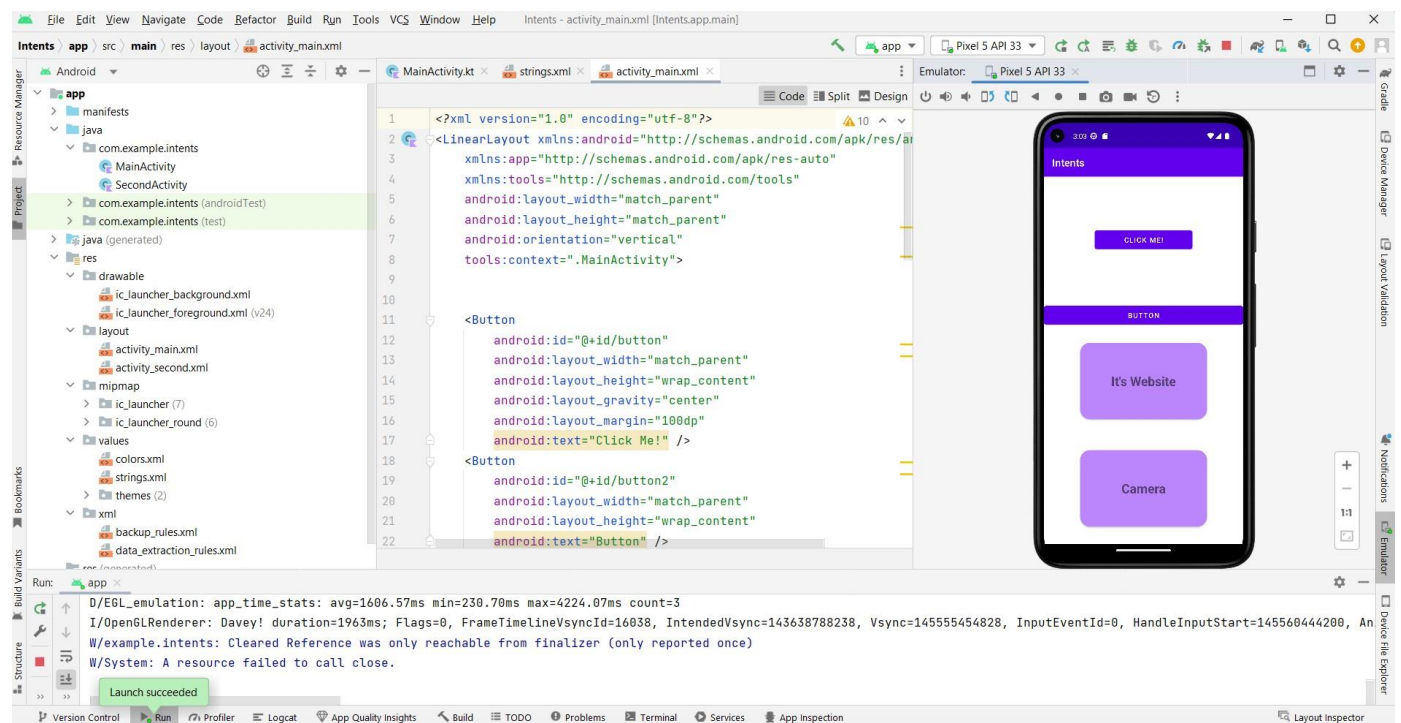 File Edit View Navigate Code Refactor Build Run Tools VCS Window Help Intents - activity_main.xml [Intents.app.main]
Intents app src main res layout activity_main.xml app Pixel 5 API 33
Android MainActivity.kt strings.xml activity_main.xml Emulator: Pixel 5 API 33
Code Split Design
app
manifests
java
com.example.intents
MainActivity
SecondActivity
com.example.intents (androidTest)
com.example.intents (test)
java (generated)
res
drawable
ic_launcher_background.xml
ic_launcher_foreground.xml (v24)
layout
activity_main.xml
activity_second.xml
mipmap
ic_launcher (7)
ic_launcher_round (6)
values
colors.xml
strings.xml
themes (2)
xml
backup_rules.xml
data_extraction_rules.xml
res (generated)
1 <?xml version="1.0" encoding="utf-8"?> 10
2 <LinearLayout xmlns:android="http://schemas.android.com/apk/res/a
3 xmlns:app="http://schemas.android.com/apk/res-auto"
4 xmlns:tools="http://schemas.android.com/tools"
5 android:layout_width="match_parent"
6 android:layout_height="match_parent"
7 android:orientation="vertical"
8 tools:context=".MainActivity">
9
10
11 <Button
12 android:id="@+id/button"
13 android:layout_width="match_parent"
14 android:layout_height="wrap_content"
15 android:layout_gravity="center"
16 android:layout_margin="100dp"
17 android:text="Click Me!" />
18 <Button
19 android:id="@+id/button2"
20 android:layout_width="match_parent"
21 android:layout_height="wrap_content"
22 android:text="Button" />
3:03
Intents
CLICK ME!
BUTTON
It's Website
Camera
1:1
Resource Manager
Project
Bookmarks
Build Variants
Structure
Gradle
Device Manager
Layout Validation
Notifications
Emulator
Device File Explorer
Run: app
D/EGL_emulation: app_time_stats: avg=1606.57ms min=230.70ms max=4224.07ms count=3
I/OpenGLRenderer: Davey! duration=1963ms; Flags=0, FrameTimelineVsyncId=16038, IntendedVsync=143638788238, Vsync=145555454828, InputEventId=0, HandleInputStart=145560444200, An
W/example.intents: Cleared Reference was only reachable from finalizer (only reported once)
W/System: A resource failed to call close.
Launch succeeded
Version Control Run Profiler Logcat App Quality Insights Build TODO Problems Terminal Services App Inspection Layout Inspector